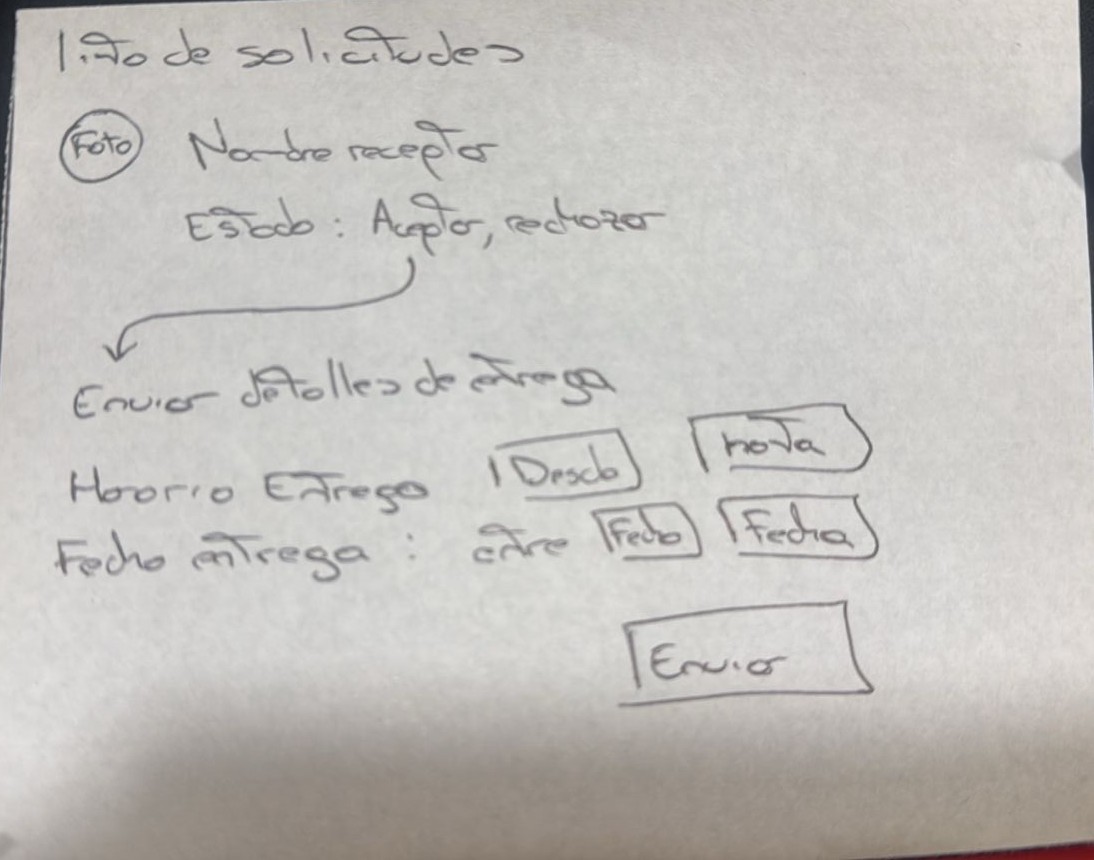 lista de solicitudes
Foto Nombre receptor
Estado : Aceptar, rechazar
Enviar detalles de entrega
Horario Entrega Desde hasta
Fecha entrega : entre Fecha Fecha
Enviar